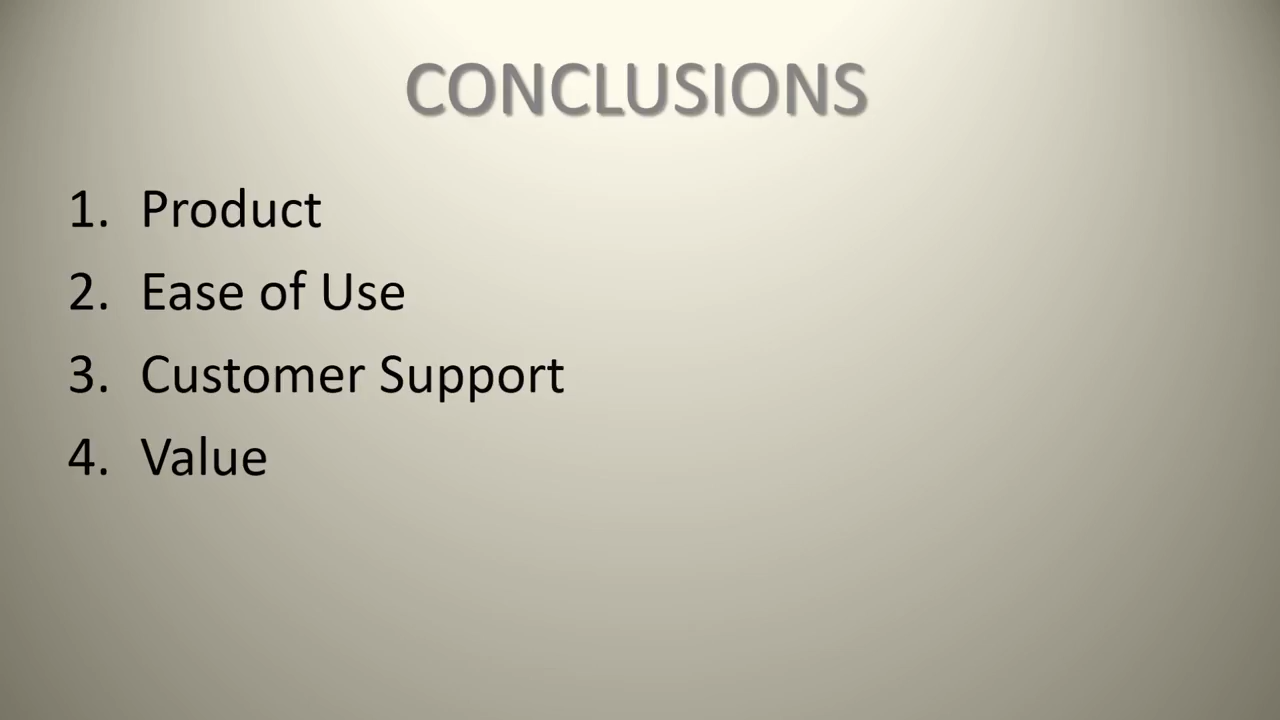 CONCLUSIONS
1. Product
2. Ease of Use
3. Customer Support
4. Value